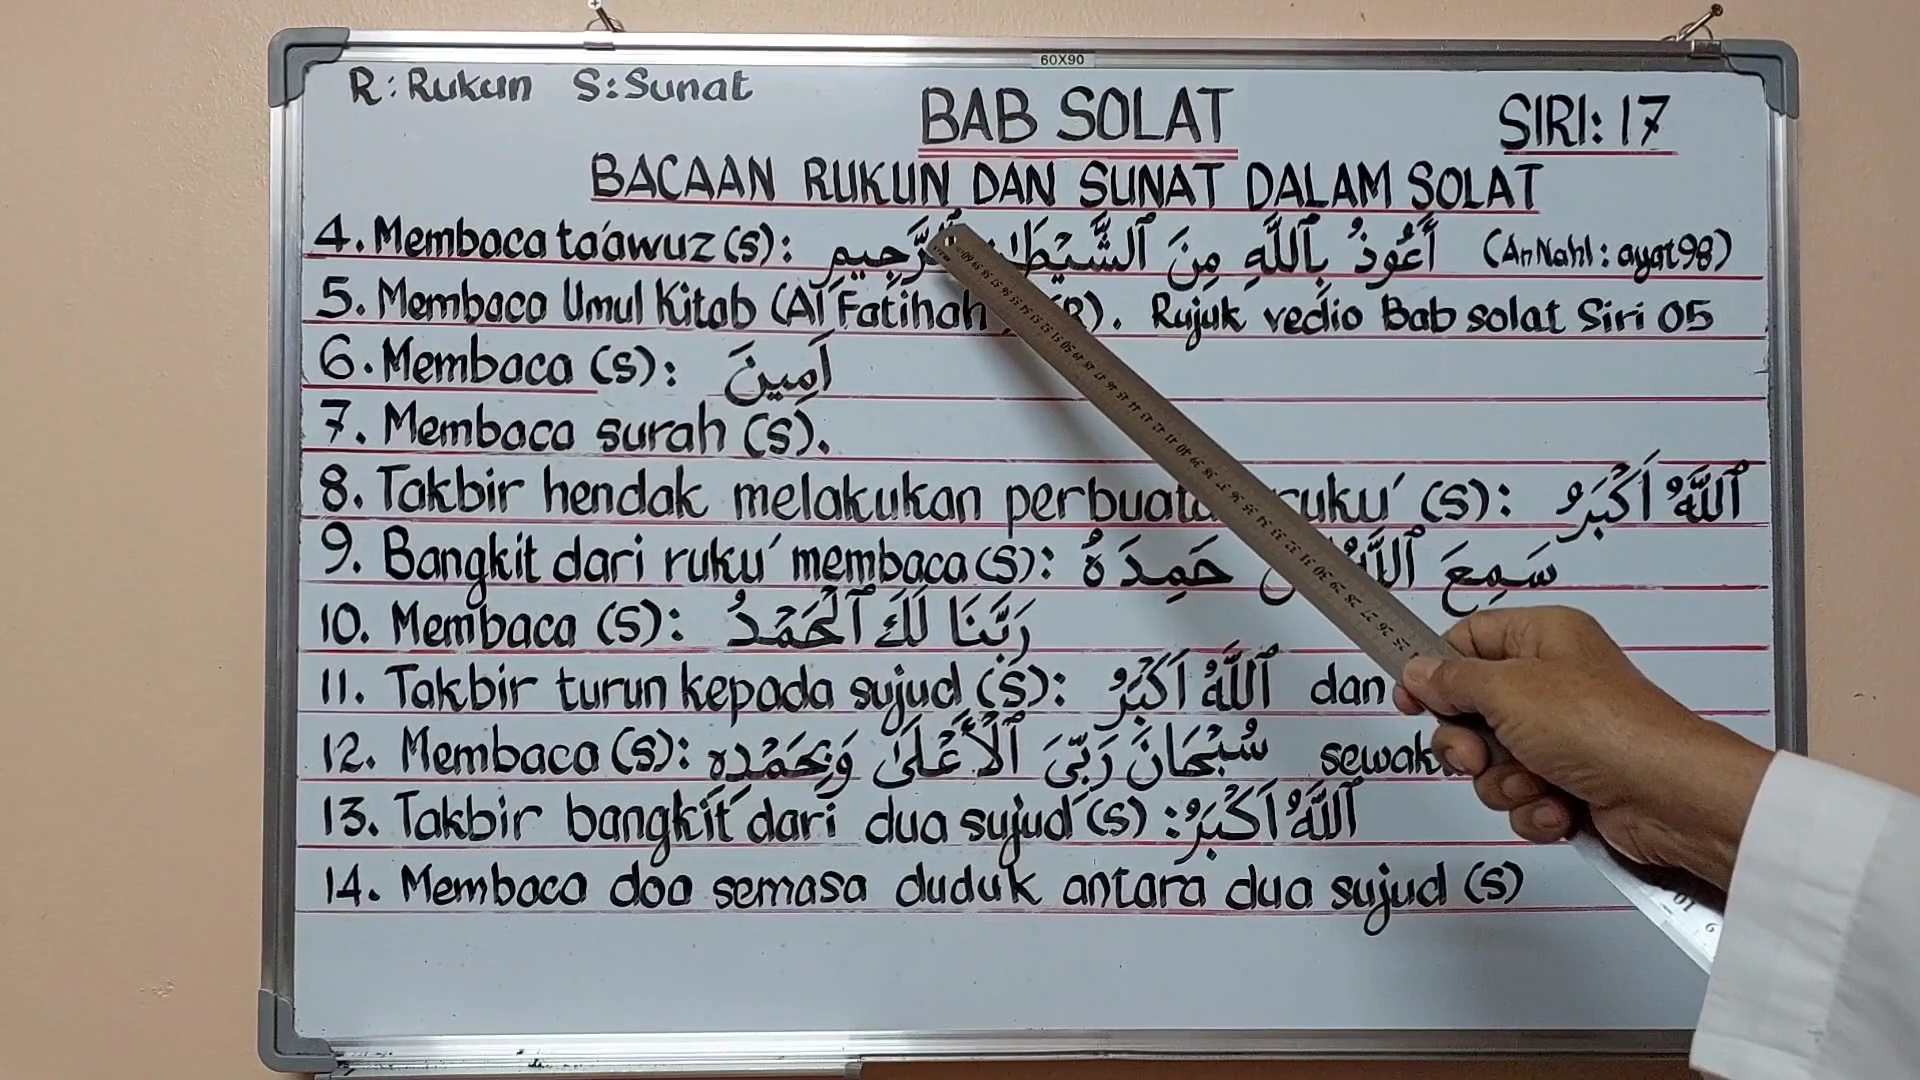 60X90
R: Rukun S: Sunat
BAB SOLAT
SIRI: 17
BACAAN RUKUN DAN SUNAT DALAM SOLAT
4. Membaca ta'awuz (S): أَعُوذُ بِٱللَّهِ مِنَ ٱلشَّيْطَٰنِ ٱلرَّجِيمِ (An Nahl: ayat 98)
5. Membaca Umul Kitab (Al Fatihah) (R). Rujuk vedio Bab solat Siri 05
6. Membaca (S): اَمِينَ
7. Membaca surah (S).
8. Takbir hendak melakukan perbuatan ruku' (S): ٱللَّهُ اَكْبَرُ
9. Bangkit dari ruku' membaca (S): سَمِعَ ٱللَّهُ حَمِدَهُ
10. Membaca (S): رَبَّنَا لَكَ ٱلْحَمْدُ
11. Takbir turun kepada sujud (S): ٱللَّهُ اَكْبَرُ dan
12. Membaca (S): سُبْحَانَ رَبِّىَ ٱلْأَعْلَىٰ وَبِحَمْدِهِ
13. Takbir bangkit dari dua sujud (S): ٱللَّهُ اَكْبَرُ
14. Membaca doa semasa duduk antara dua sujud (S)